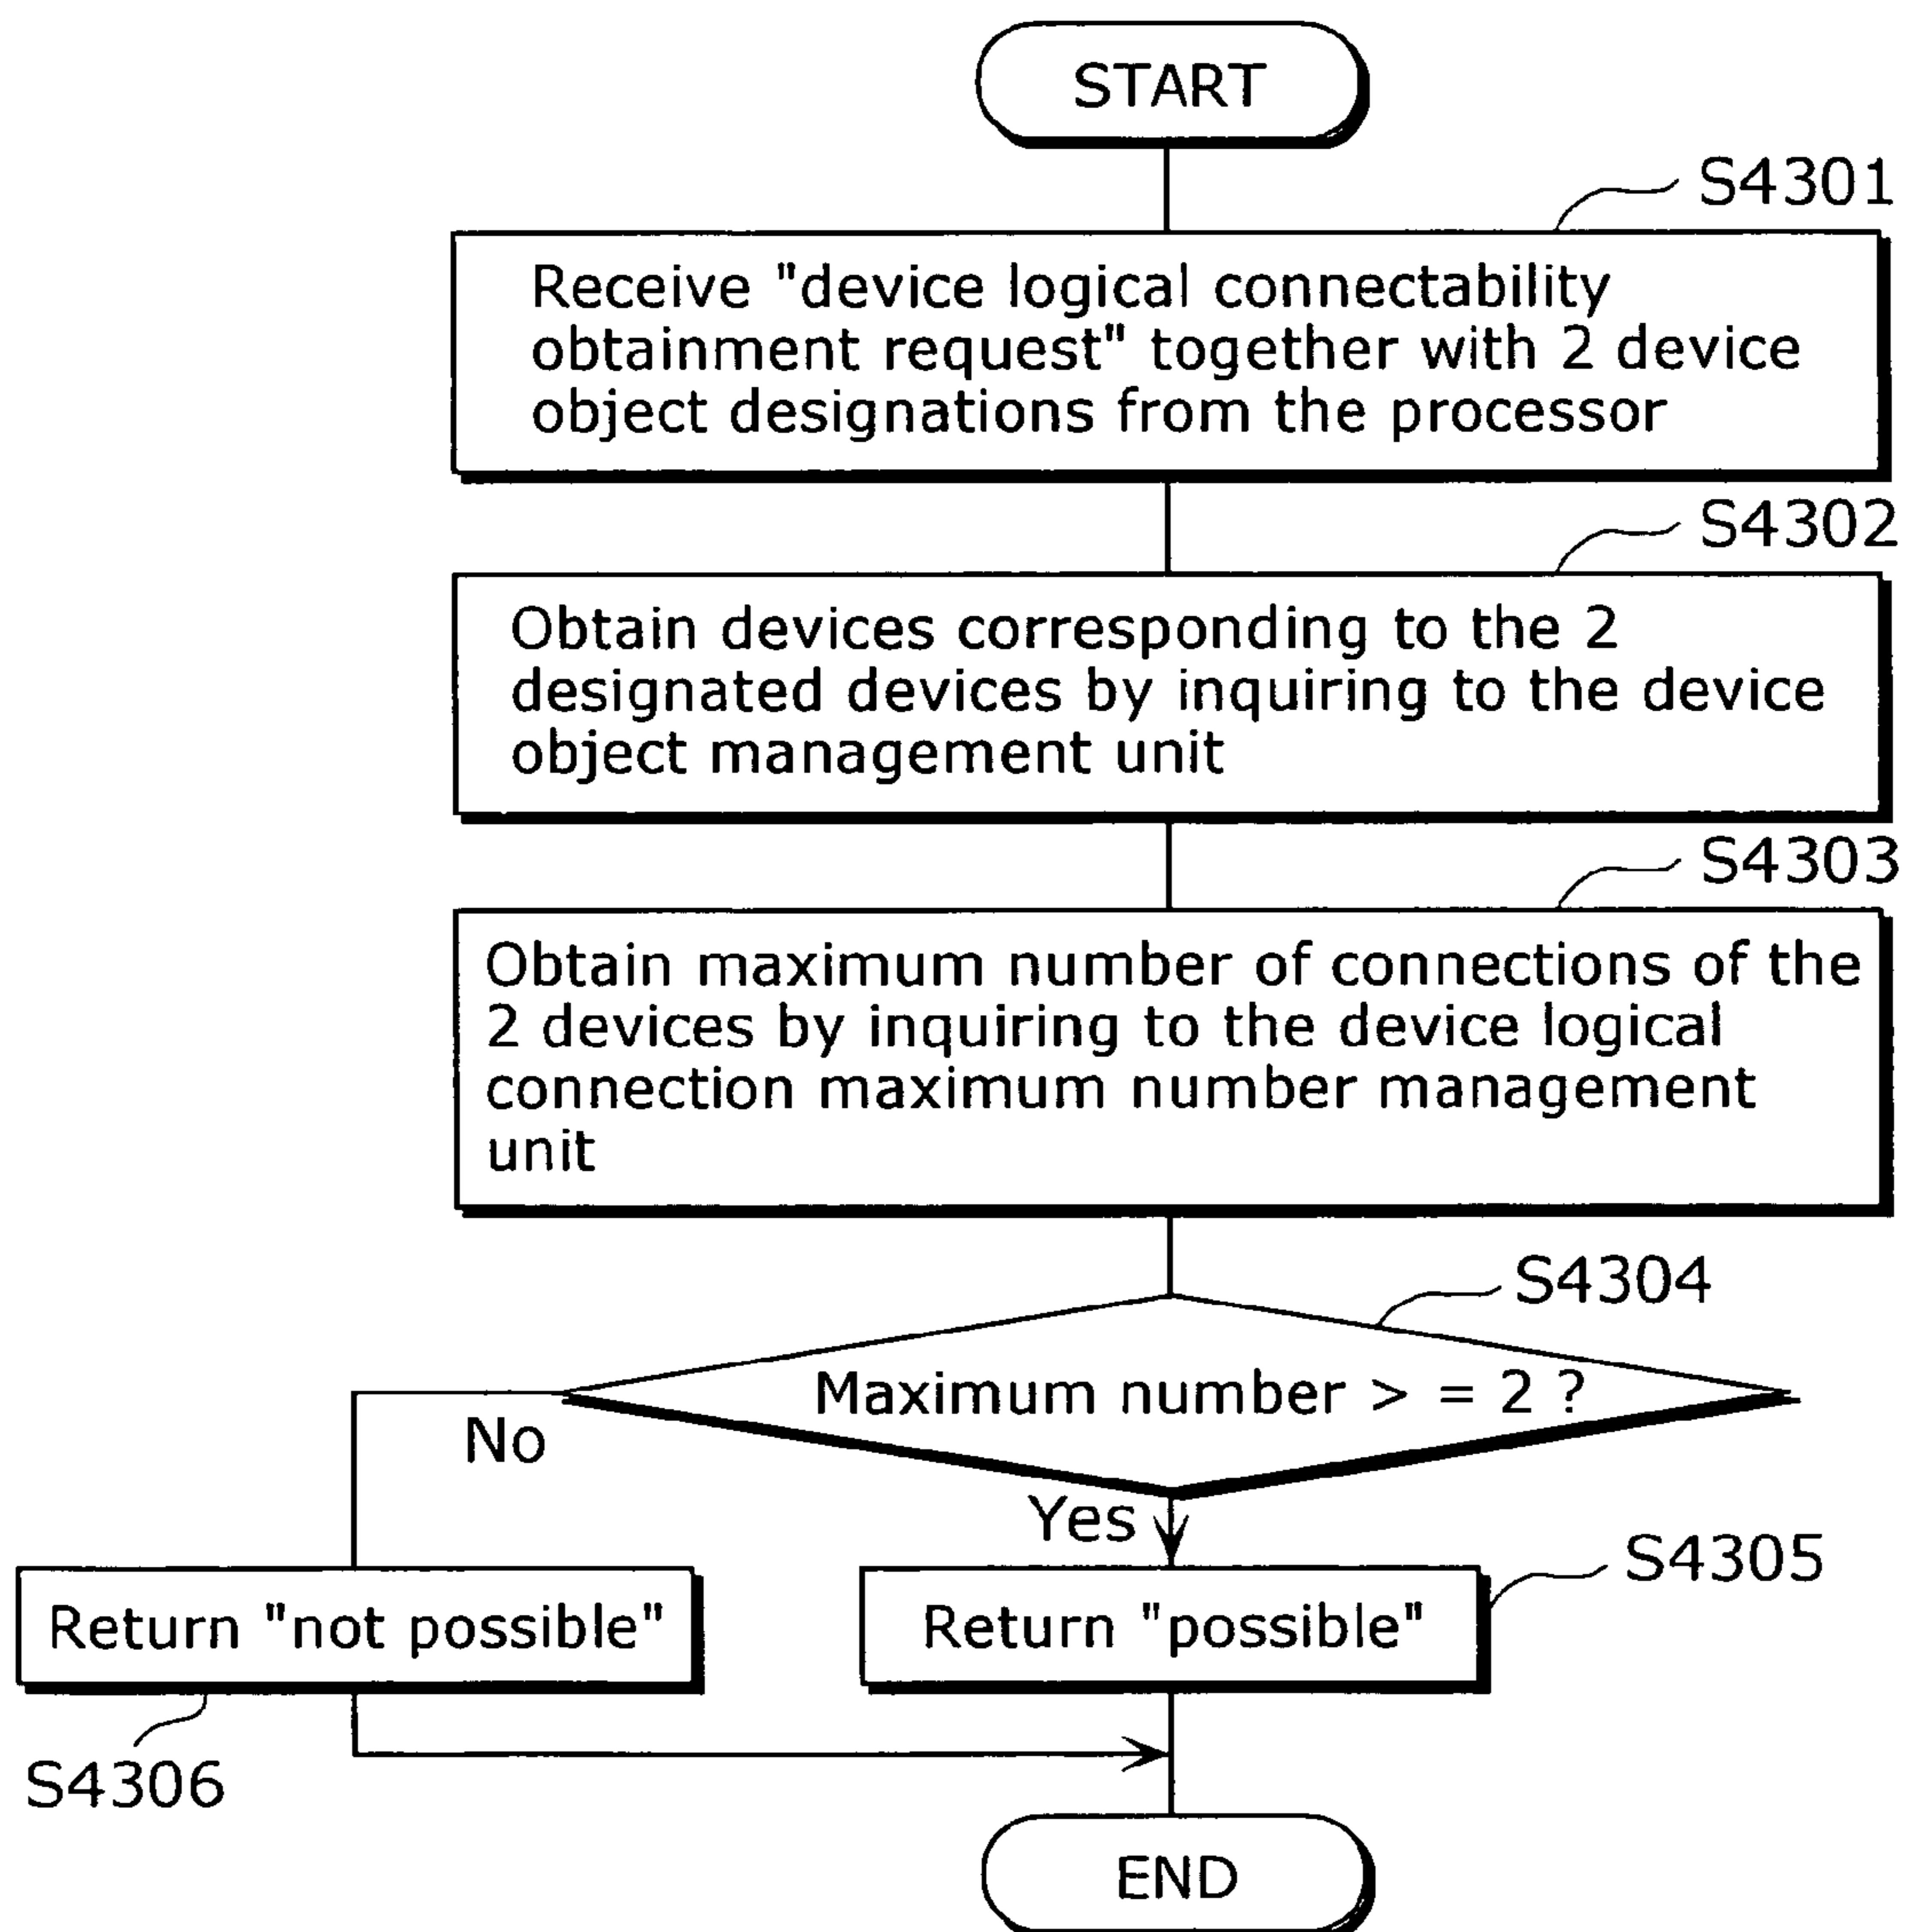 START
S4301
Receive "device logical connectability
obtainment request" together with 2 device
object designations from the processor
S4302
Obtain devices corresponding to the 2
designated devices by inquiring to the device
object management unit
S4303
Obtain maximum number of connections of the
2 devices by inquiring to the device logical
connection maximum number management
unit
S4304
Maximum number > = 2 ?
No
Yes
S4305
Return "not possible"
Return "possible"
S4306
END